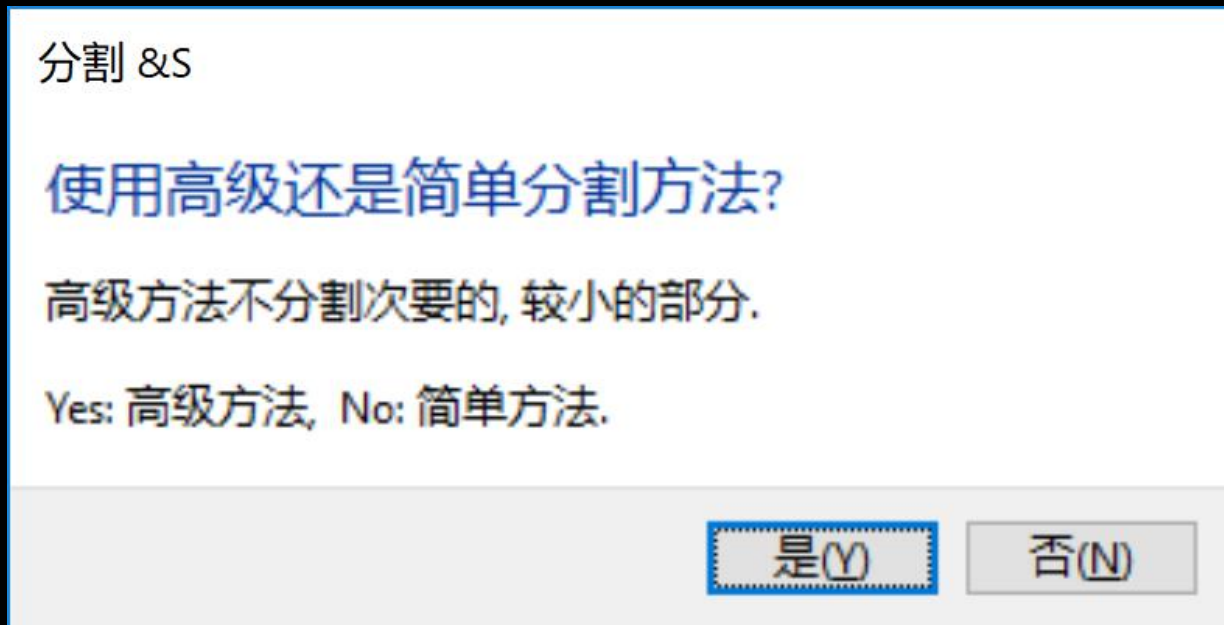 分割 &S
使用高级还是简单分割方法?
高级方法不分割次要的, 较小的部分.
Yes: 高级方法, No: 简单方法.
是(Y) 否(N)